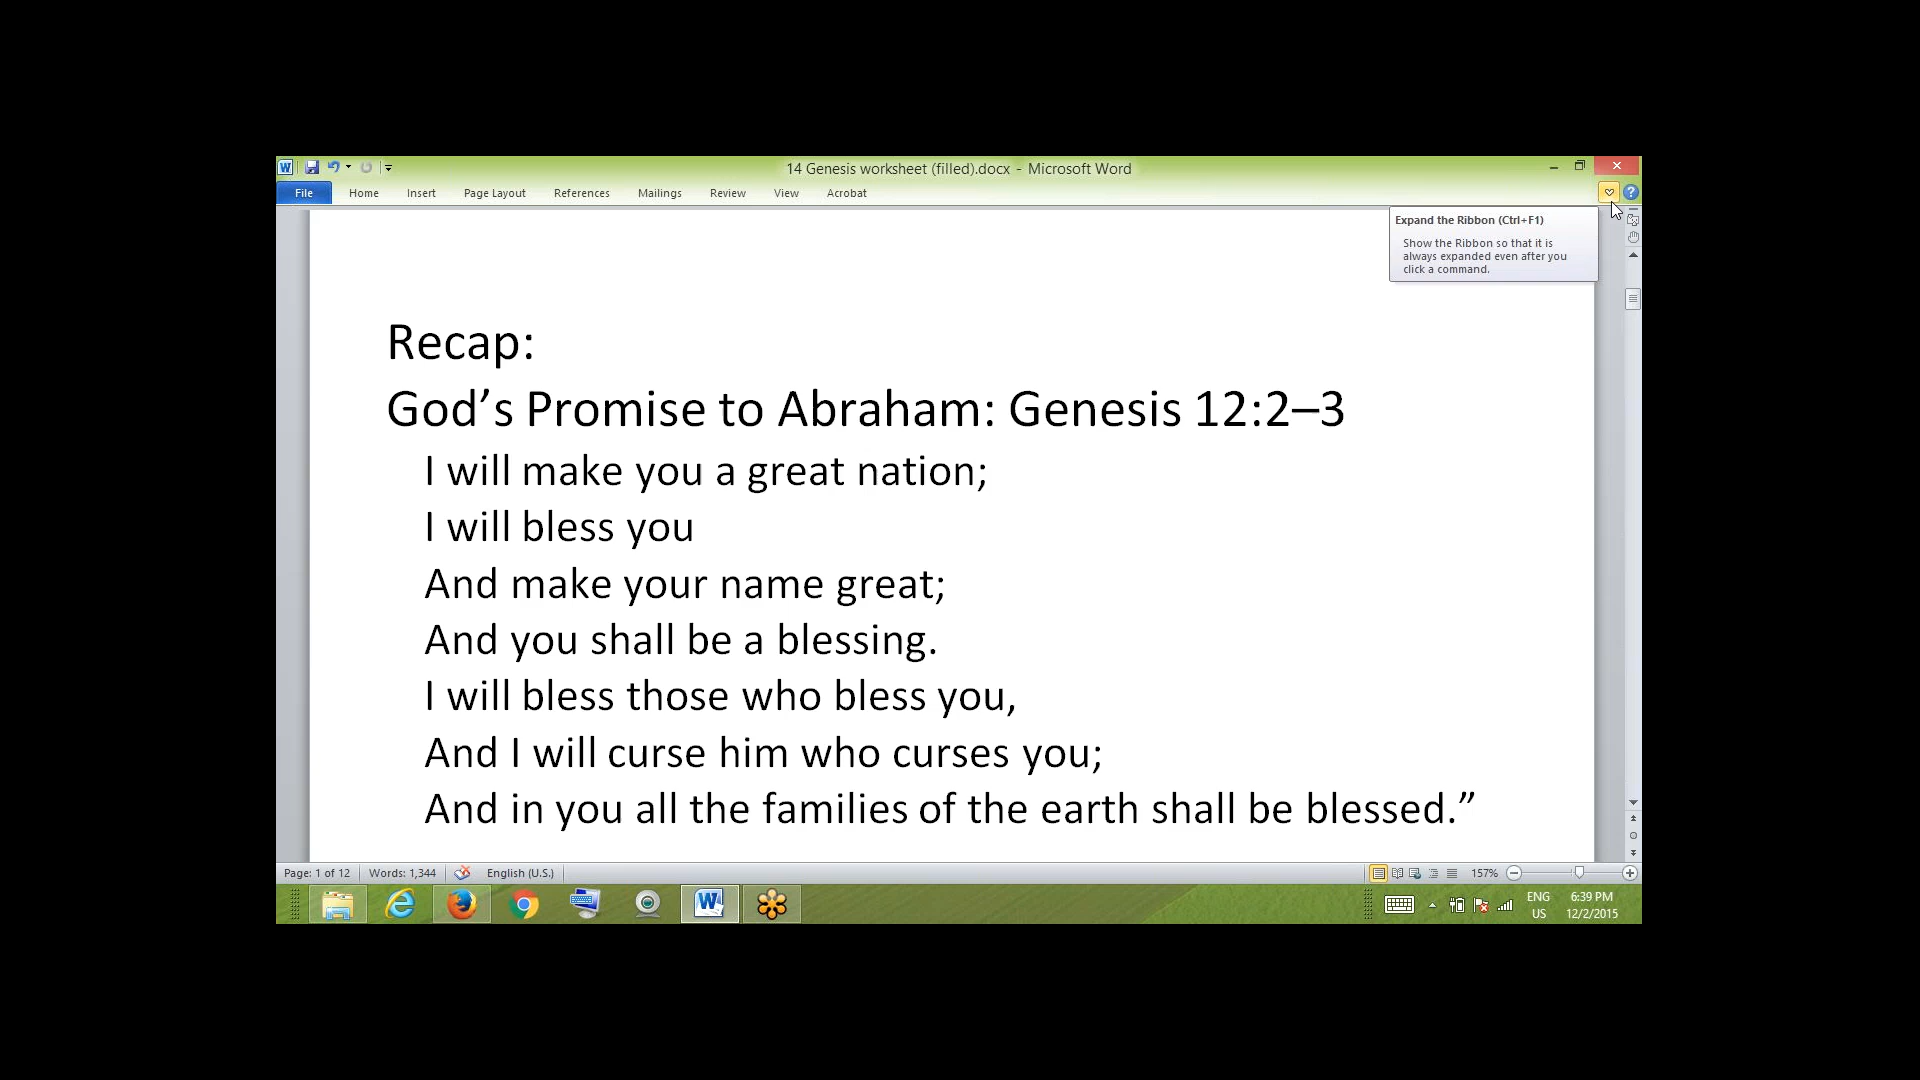 14 Genesis worksheet (filled).docx - Microsoft Word
File Home Insert Page Layout References Mailings Review View Acrobat
Expand the Ribbon (Ctrl+F1)
Show the Ribbon so that it is
always expanded even after you
click a command.
Recap:
God’s Promise to Abraham: Genesis 12:2–3
I will make you a great nation;
I will bless you
And make your name great;
And you shall be a blessing.
I will bless those who bless you,
And I will curse him who curses you;
And in you all the families of the earth shall be blessed.”
Page: 1 of 12 Words: 1,344 English (U.S.) 157%
ENG 6:39 PM
US 12/2/2015